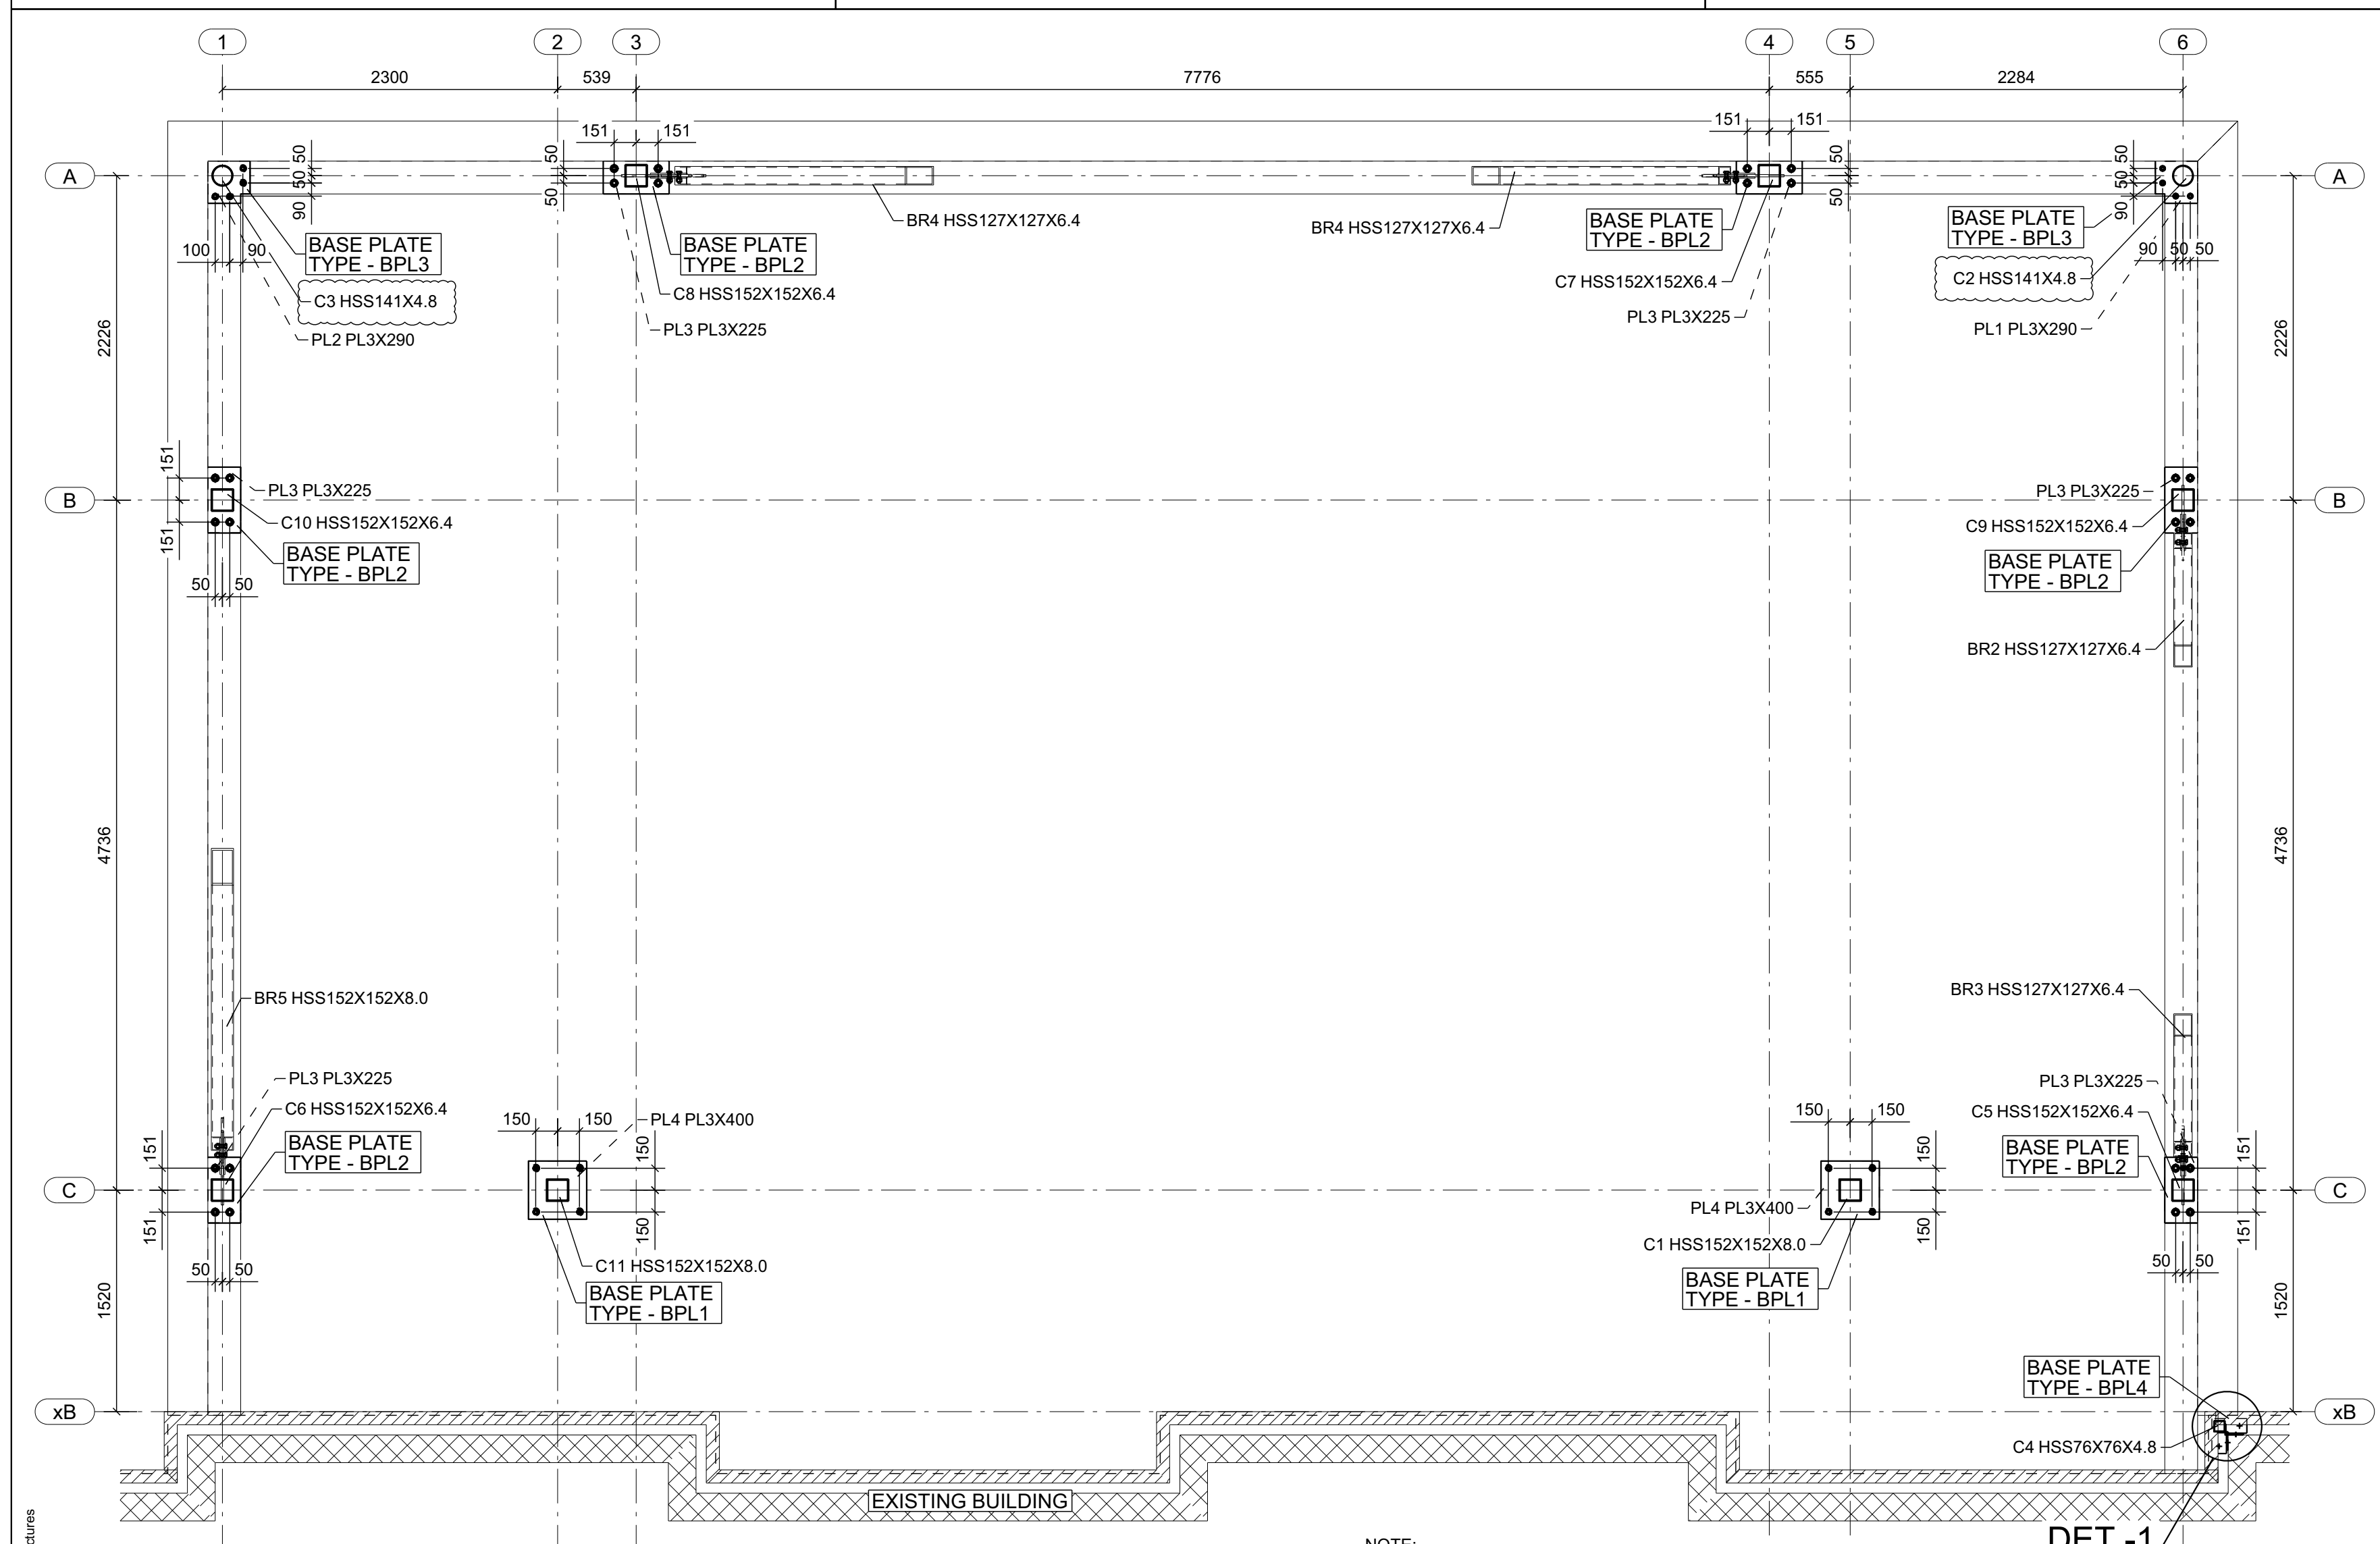 1 2 3 4 5 6
2300 539 7776 555 2284
151 151 151 151
A 50 50 90 50 50 50 50 50 50 90 A
100 90
BASE PLATE
TYPE - BPL3
C3 HSS141X4.8
PL2 PL3X290
BASE PLATE
TYPE - BPL2
C8 HSS152X152X6.4
PL3 PL3X225
BR4 HSS127X127X6.4
BR4 HSS127X127X6.4
BASE PLATE
TYPE - BPL2
C7 HSS152X152X6.4
PL3 PL3X225
BASE PLATE
TYPE - BPL3
90 50 50
C2 HSS141X4.8
PL1 PL3X290
2226 2226
151
B
151
PL3 PL3X225
C10 HSS152X152X6.4
BASE PLATE
TYPE - BPL2
50 50
PL3 PL3X225
B
C9 HSS152X152X6.4
BASE PLATE
TYPE - BPL2
BR2 HSS127X127X6.4
4736 4736
BR5 HSS152X152X8.0
BR3 HSS127X127X6.4
PL3 PL3X225
C6 HSS152X152X6.4
BASE PLATE
TYPE - BPL2
151
C
151
50 50
150 150
PL4 PL3X400
150
150
C11 HSS152X152X8.0
BASE PLATE
TYPE - BPL1
150 150
150
150
PL4 PL3X400
C1 HSS152X152X8.0
BASE PLATE
TYPE - BPL1
PL3 PL3X225
C5 HSS152X152X6.4
BASE PLATE
TYPE - BPL2
151
C
151
50 50
1520 1520
BASE PLATE
TYPE - BPL4
xB xB
C4 HSS76X76X4.8
EXISTING BUILDING
DET -1
NOTE: